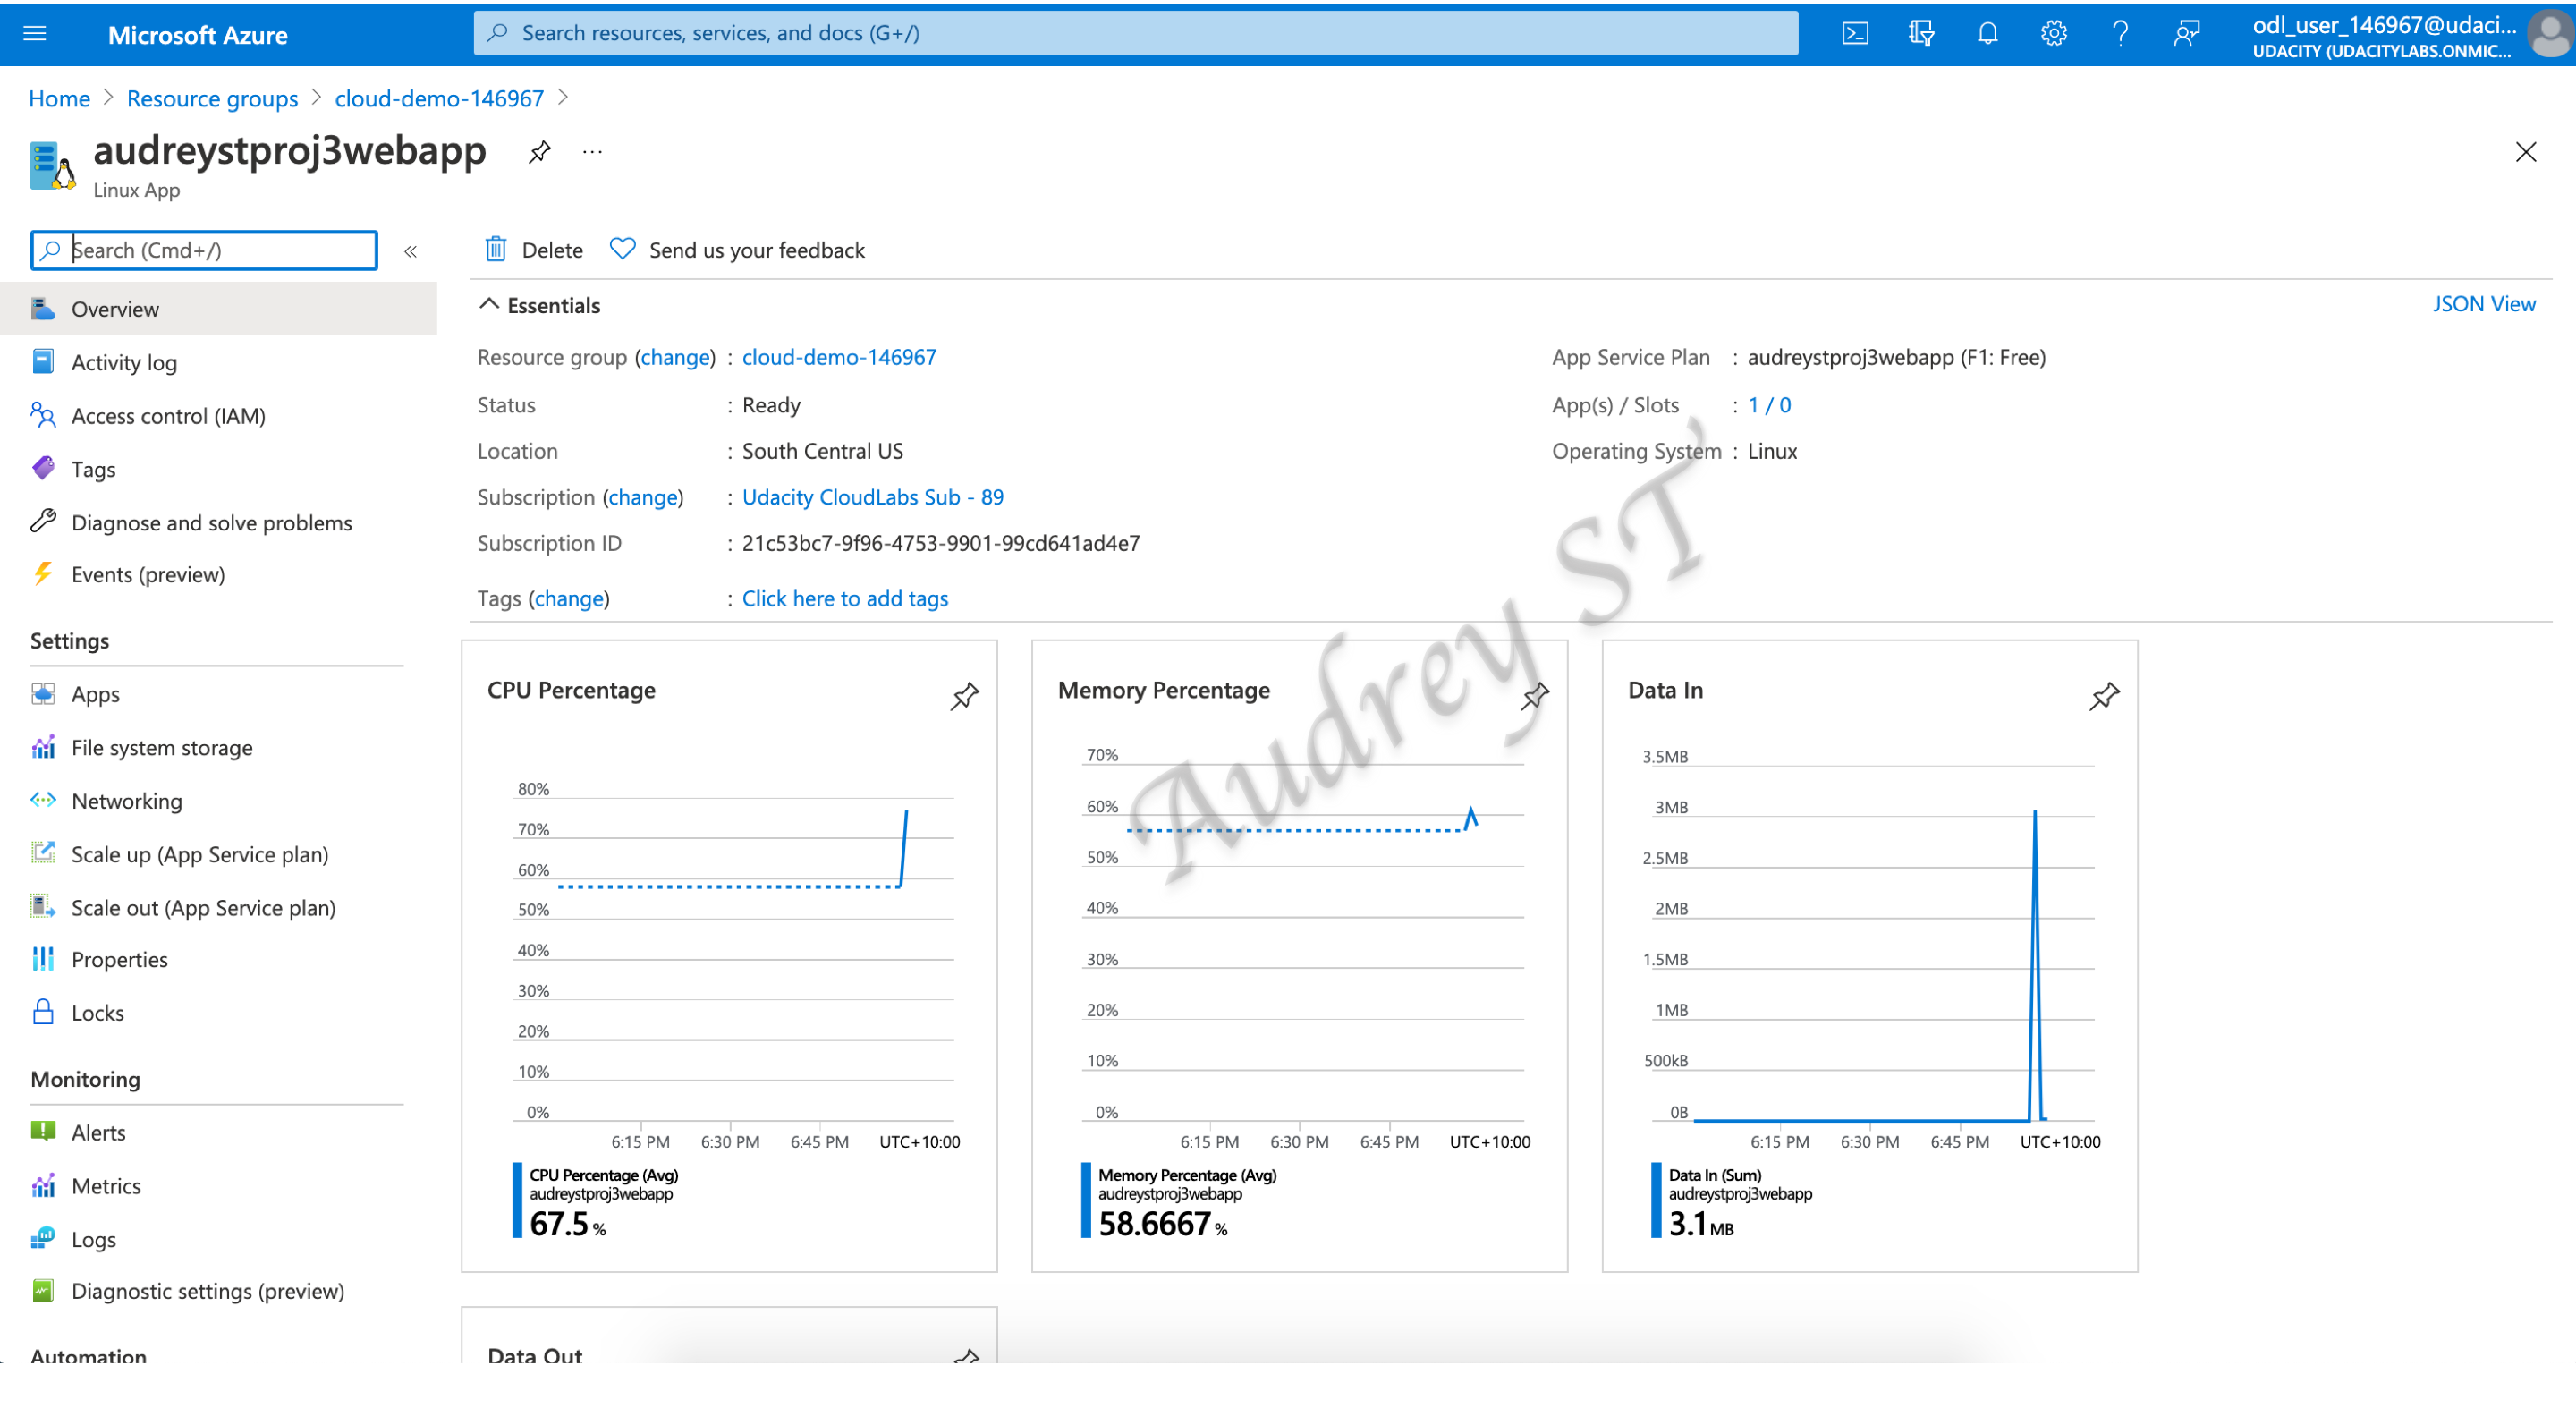 Microsoft Azure
Search resources, services, and docs (G+/)
odl_user_146967@udaci...
UDACITY (UDACITYLABS.ONMIC...
Home > Resource groups > cloud-demo-146967 >
audreystproj3webapp
Linux App
Search (Cmd+/)
Delete
Send us your feedback
Overview
Activity log
Access control (IAM)
Tags
Diagnose and solve problems
Events (preview)
Settings
Apps
File system storage
Networking
Scale up (App Service plan)
Scale out (App Service plan)
Properties
Locks
Monitoring
Alerts
Metrics
Logs
Diagnostic settings (preview)
Automation
Essentials
JSON View
Resource group (change) : cloud-demo-146967
Status : Ready
Location : South Central US
Subscription (change) : Udacity CloudLabs Sub - 89
Subscription ID : 21c53bc7-9f96-4753-9901-99cd641ad4e7
Tags (change) : Click here to add tags
App Service Plan : audreystproj3webapp (F1: Free)
App(s) / Slots : 1 / 0
Operating System : Linux
Audrey ST
CPU Percentage
80%
70%
60%
50%
40%
30%
20%
10%
0%
6:15 PM 6:30 PM 6:45 PM UTC+10:00
CPU Percentage (Avg)
audreystproj3webapp
67.5 %
Memory Percentage
70%
60%
50%
40%
30%
20%
10%
0%
6:15 PM 6:30 PM 6:45 PM UTC+10:00
Memory Percentage (Avg)
audreystproj3webapp
58.6667 %
Data In
3.5MB
3MB
2.5MB
2MB
1.5MB
1MB
500kB
0B
6:15 PM 6:30 PM 6:45 PM UTC+10:00
Data In (Sum)
audreystproj3webapp
3.1 MB
Data Out